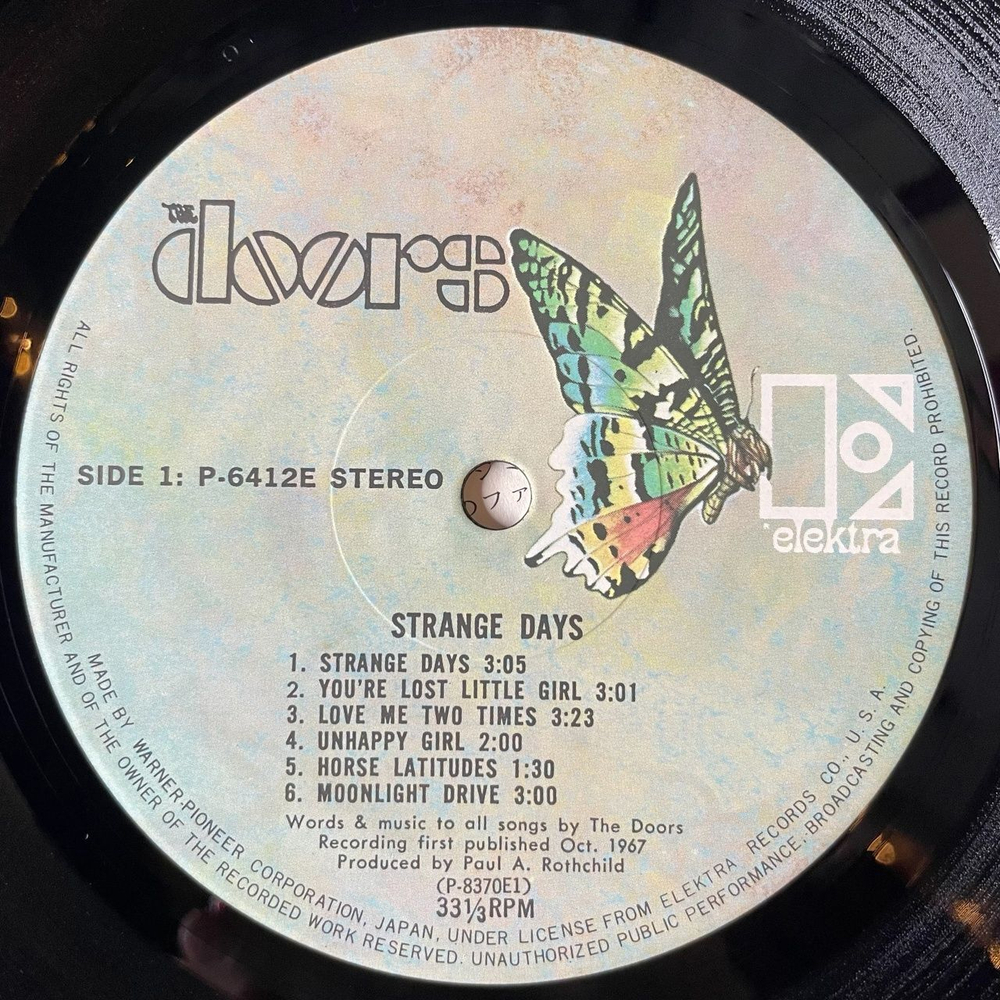 THE
doors
elektra
SIDE 1: P-6412E STEREO
ファ
STRANGE DAYS
1. STRANGE DAYS 3:05
2. YOU'RE LOST LITTLE GIRL 3:01
3. LOVE ME TWO TIMES 3:23
4. UNHAPPY GIRL 2:00
5. HORSE LATITUDES 1:30
6. MOONLIGHT DRIVE 3:00
Words & music to all songs by The Doors
Recording first published Oct. 1967
Produced by Paul A. Rothchild
(P-8370E1)
33⅓RPM
MADE BY WARNER-PIONEER CORPORATION, JAPAN, UNDER LICENSE FROM ELEKTRA RECORDS CO., U. S. A.
ALL RIGHTS OF THE MANUFACTURER AND OF THE OWNER OF THE RECORDED WORK RESERVED. UNAUTHORIZED PUBLIC PERFORMANCE, BROADCASTING AND COPYING OF THIS RECORD PROHIBITED.